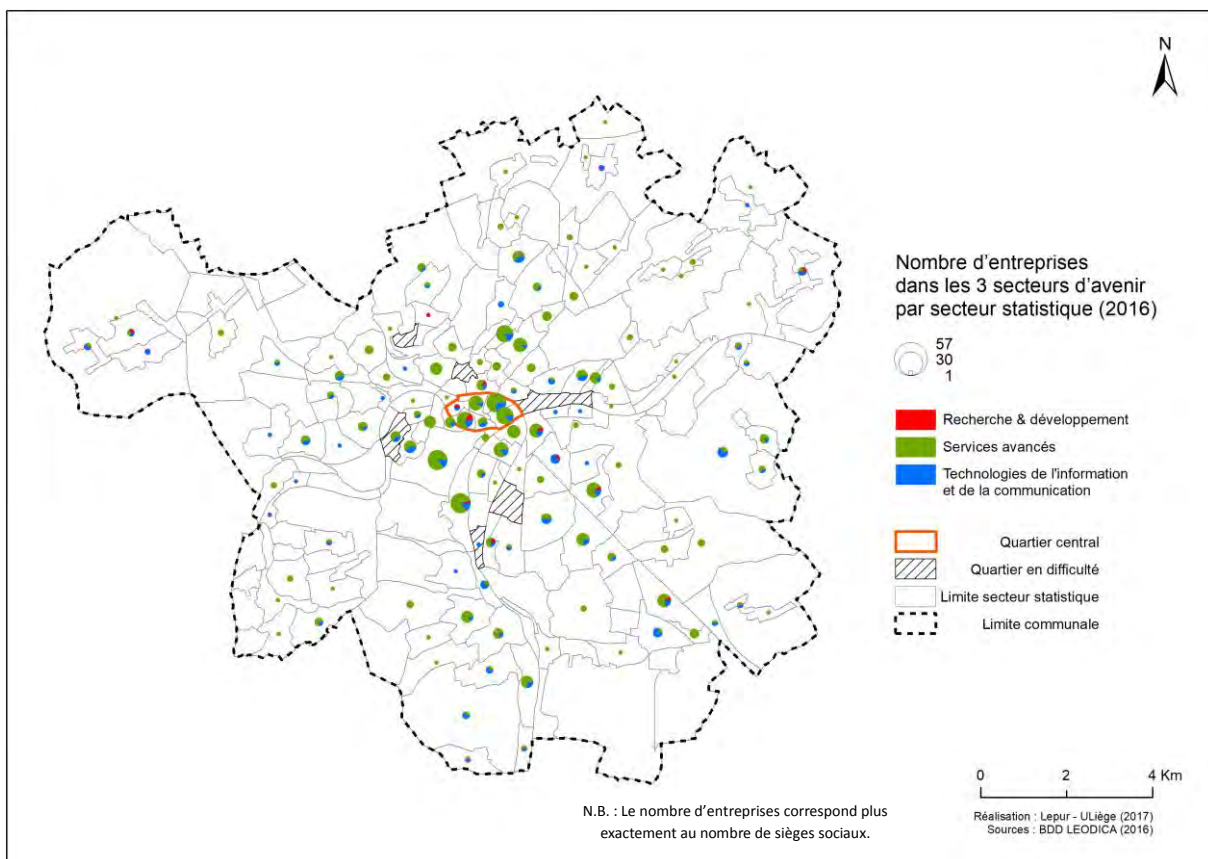 N
Nombre d'entreprises
dans les 3 secteurs d'avenir
par secteur statistique (2016)
57
30
1
Recherche & développement
Services avancés
Technologies de l'information
et de la communication
Quartier central
Quartier en difficulté
Limite secteur statistique
Limite communale
0 2 4 Km
N.B. : Le nombre d'entreprises correspond plus
exactement au nombre de sièges sociaux.
Réalisation : Lepur - ULiège (2017)
Sources : BDD LEODICA (2016)